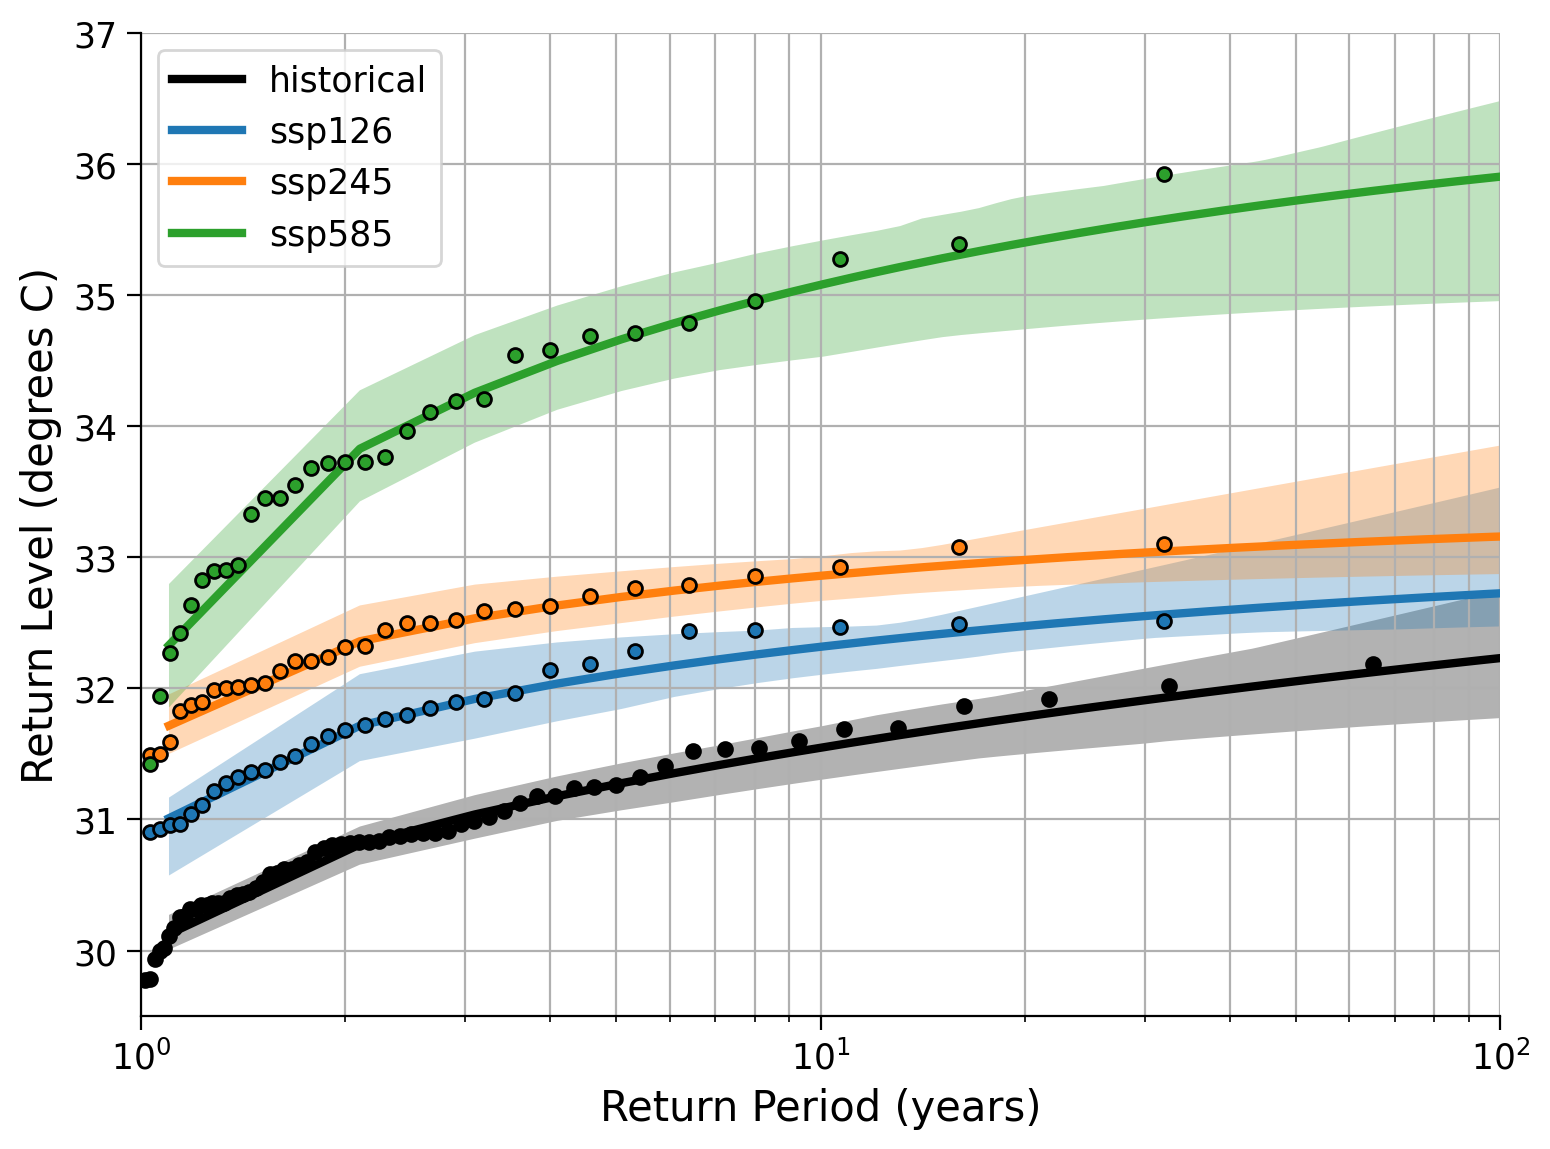 historical
ssp126
ssp245
ssp585
37
36
35
34
33
32
31
30
Return Level (degrees C)
10⁰
10¹
10²
Return Period (years)